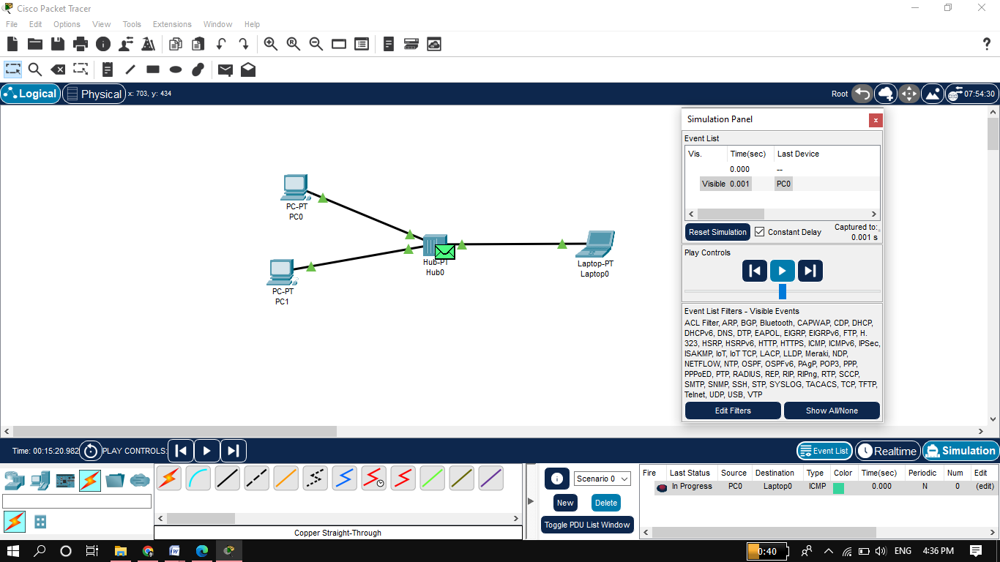 Cisco Packet Tracer
File Edit Options View Tools Extensions Window Help
Logical Physical x: 703, y: 434 Root 07:54:30
Simulation Panel
Event List
Vis. Time(sec) Last Device
0.000 --
Visible 0.001 PC0
Reset Simulation Constant Delay Captured to:
0.001 s
Play Controls
Event List Filters - Visible Events
ACL Filter, ARP, BGP, Bluetooth, CAPWAP, CDP, DHCP,
DHCPv6, DNS, DTP, EAPOL, EIGRP, EIGRPv6, FTP, H.
323, HSRP, HSRPv6, HTTP, HTTPS, ICMP, ICMPv6, IPSec,
ISAKMP, IoT, IoT TCP, LACP, LLDP, Meraki, NDP,
NETFLOW, NTP, OSPF, OSPFv6, PAgP, POP3, PPP,
PPPoED, PTP, RADIUS, REP, RIP, RIPng, RTP, SCCP,
SMTP, SNMP, SSH, STP, SYSLOG, TACACS, TCP, TFTP,
Telnet, UDP, USB, VTP
Edit Filters Show All/None
PC-PT
PC0
PC-PT
PC1
Hub-PT
Hub0
Laptop-PT
Laptop0
Time: 00:15:20.982 PLAY CONTROLS: Event List Realtime Simulation
Copper Straight-Through
Scenario 0
New Delete
Toggle PDU List Window
Fire Last Status Source Destination Type Color Time(sec) Periodic Num Edit
In Progress PC0 Laptop0 ICMP 0.000 N 0 (edit)
0:40 ENG 4:36 PM